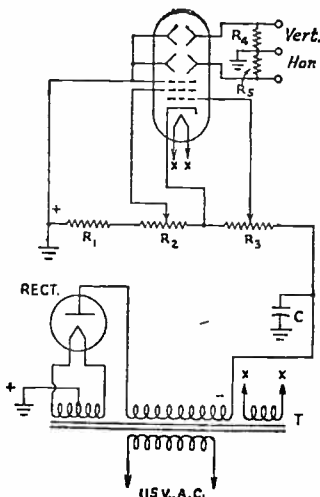 R4
Vert.
Hor.
R5
x x
+
R1
R2
R3
RECT.
C
+
-
x x
T
115 V. A.C.